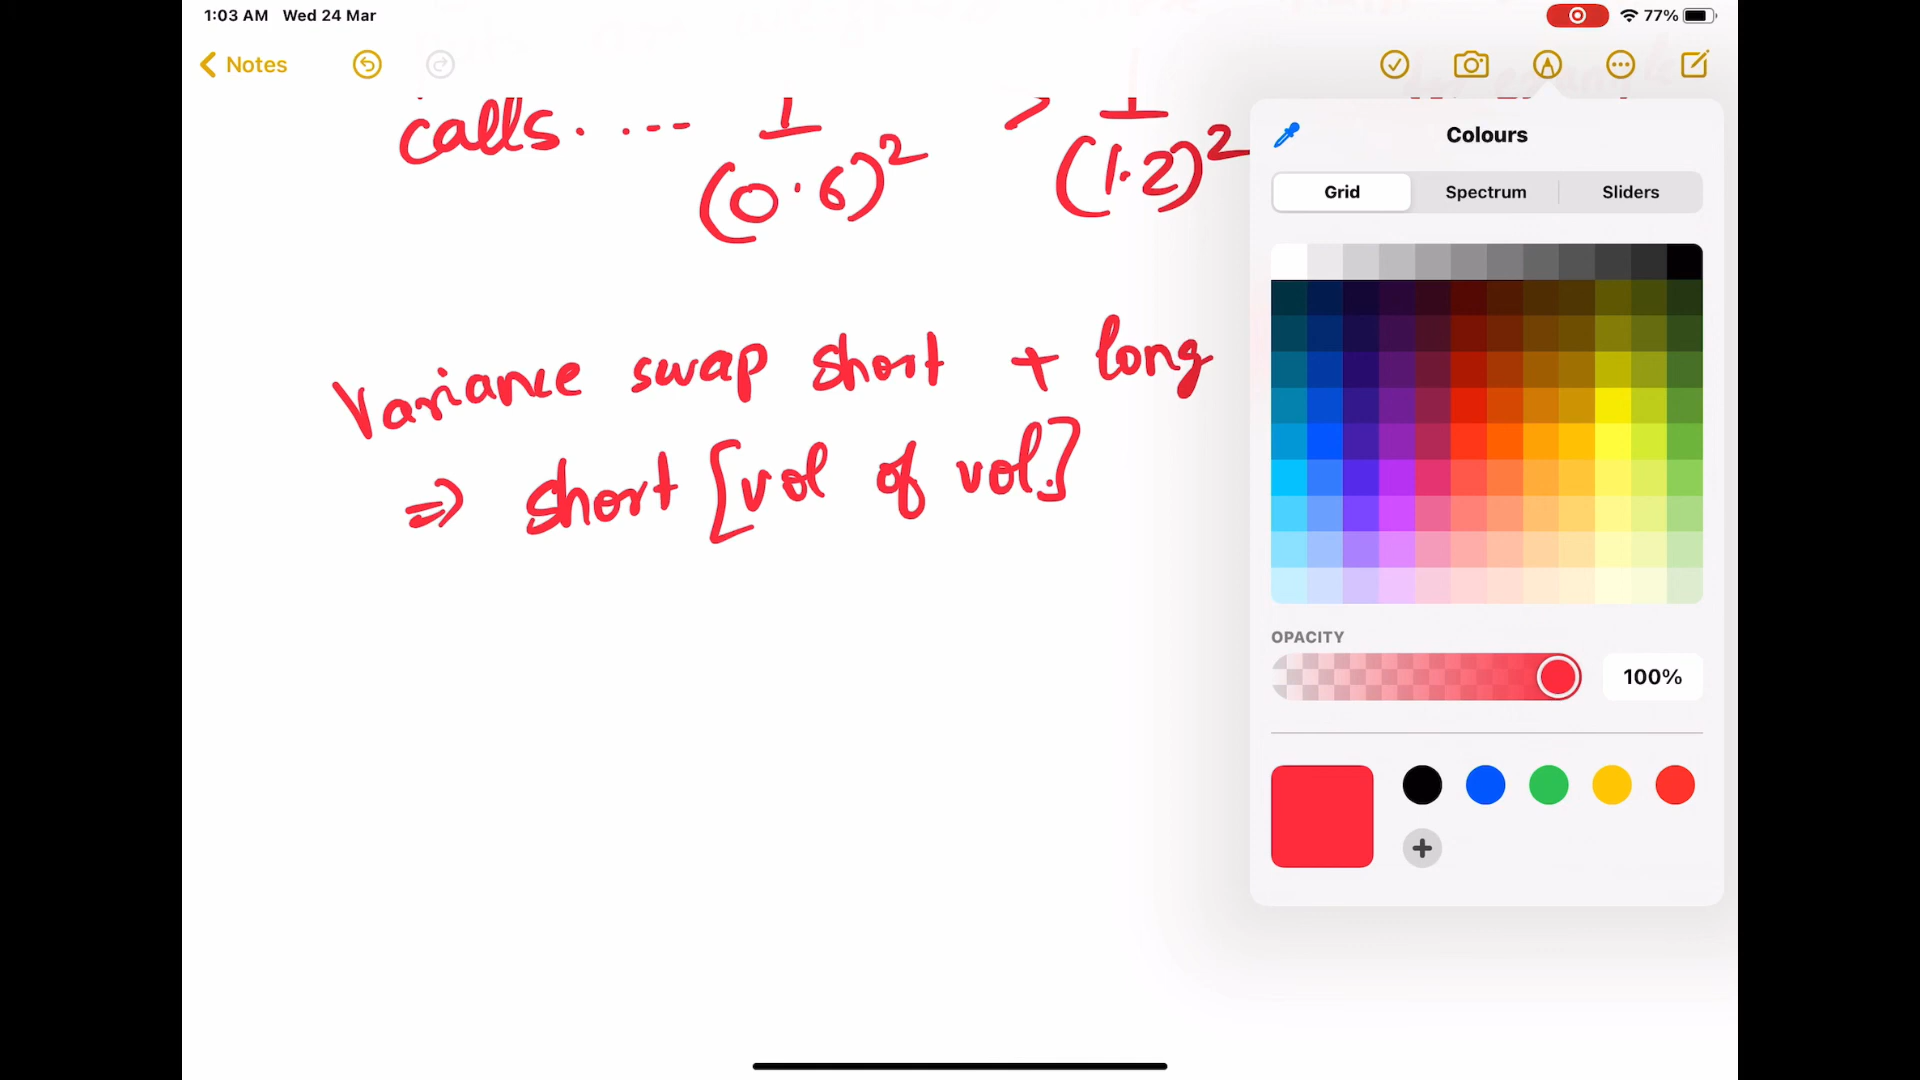 1:03 AM Wed 24 Mar
77%
Notes
calls. . . - - 1/(0.6)² > 1/(1.2)²
Variance swap short + long
⇒ short [vol of vol.]
Colours
Grid Spectrum Sliders
OPACITY
100%